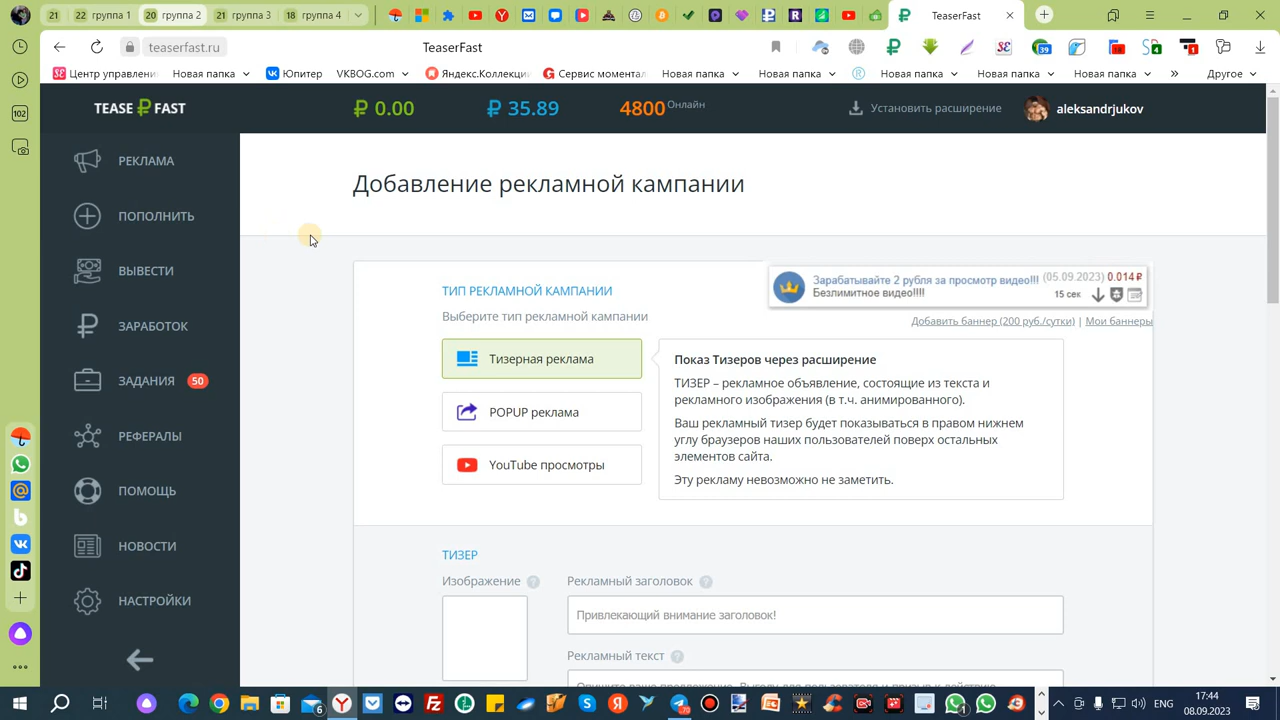 21 группа 1
22 группа 2
20 группа 3
18 группа 4
TeaserFast
teaserfast.ru
TeaserFast
39
4
1
Центр управлени
Новая папка
Юпитер
VKBOG.com
Яндекс.Коллекци
Сервис момента
Новая папка
Новая папка
Новая папка
Новая папка
Новая папка
»
Другое
102
TEASE ₽ FAST
₽ 0.00
₽ 35.89
4800 Онлайн
Установить расширение
aleksandrjukov
РЕКЛАМА
ПОПОЛНИТЬ
ВЫВЕСТИ
ЗАРАБОТОК
ЗАДАНИЯ 50
РЕФЕРАЛЫ
ПОМОЩЬ
НОВОСТИ
НАСТРОЙКИ
Добавление рекламной кампании
Зарабатывайте 2 рубля за просмотр видео!!! (05.09.2023) 0.014₽
Безлимитное видео!!!!
15 сек
Добавить баннер (200 руб./сутки) | Мои баннеры
ТИП РЕКЛАМНОЙ КАМПАНИИ
Выберите тип рекламной кампании
Тизерная реклама
POPUP реклама
YouTube просмотры
Показ Тизеров через расширение
ТИЗЕР – рекламное объявление, состоящие из текста и
рекламного изображения (в т.ч. анимированного).
Ваш рекламный тизер будет показываться в правом нижнем
углу браузеров наших пользователей поверх остальных
элементов сайта.
Эту рекламу невозможно не заметить.
ТИЗЕР
Изображение ?
Рекламный заголовок ?
Привлекающий внимание заголовок!
Рекламный текст ?
6
1
ENG
17:44
08.09.2023